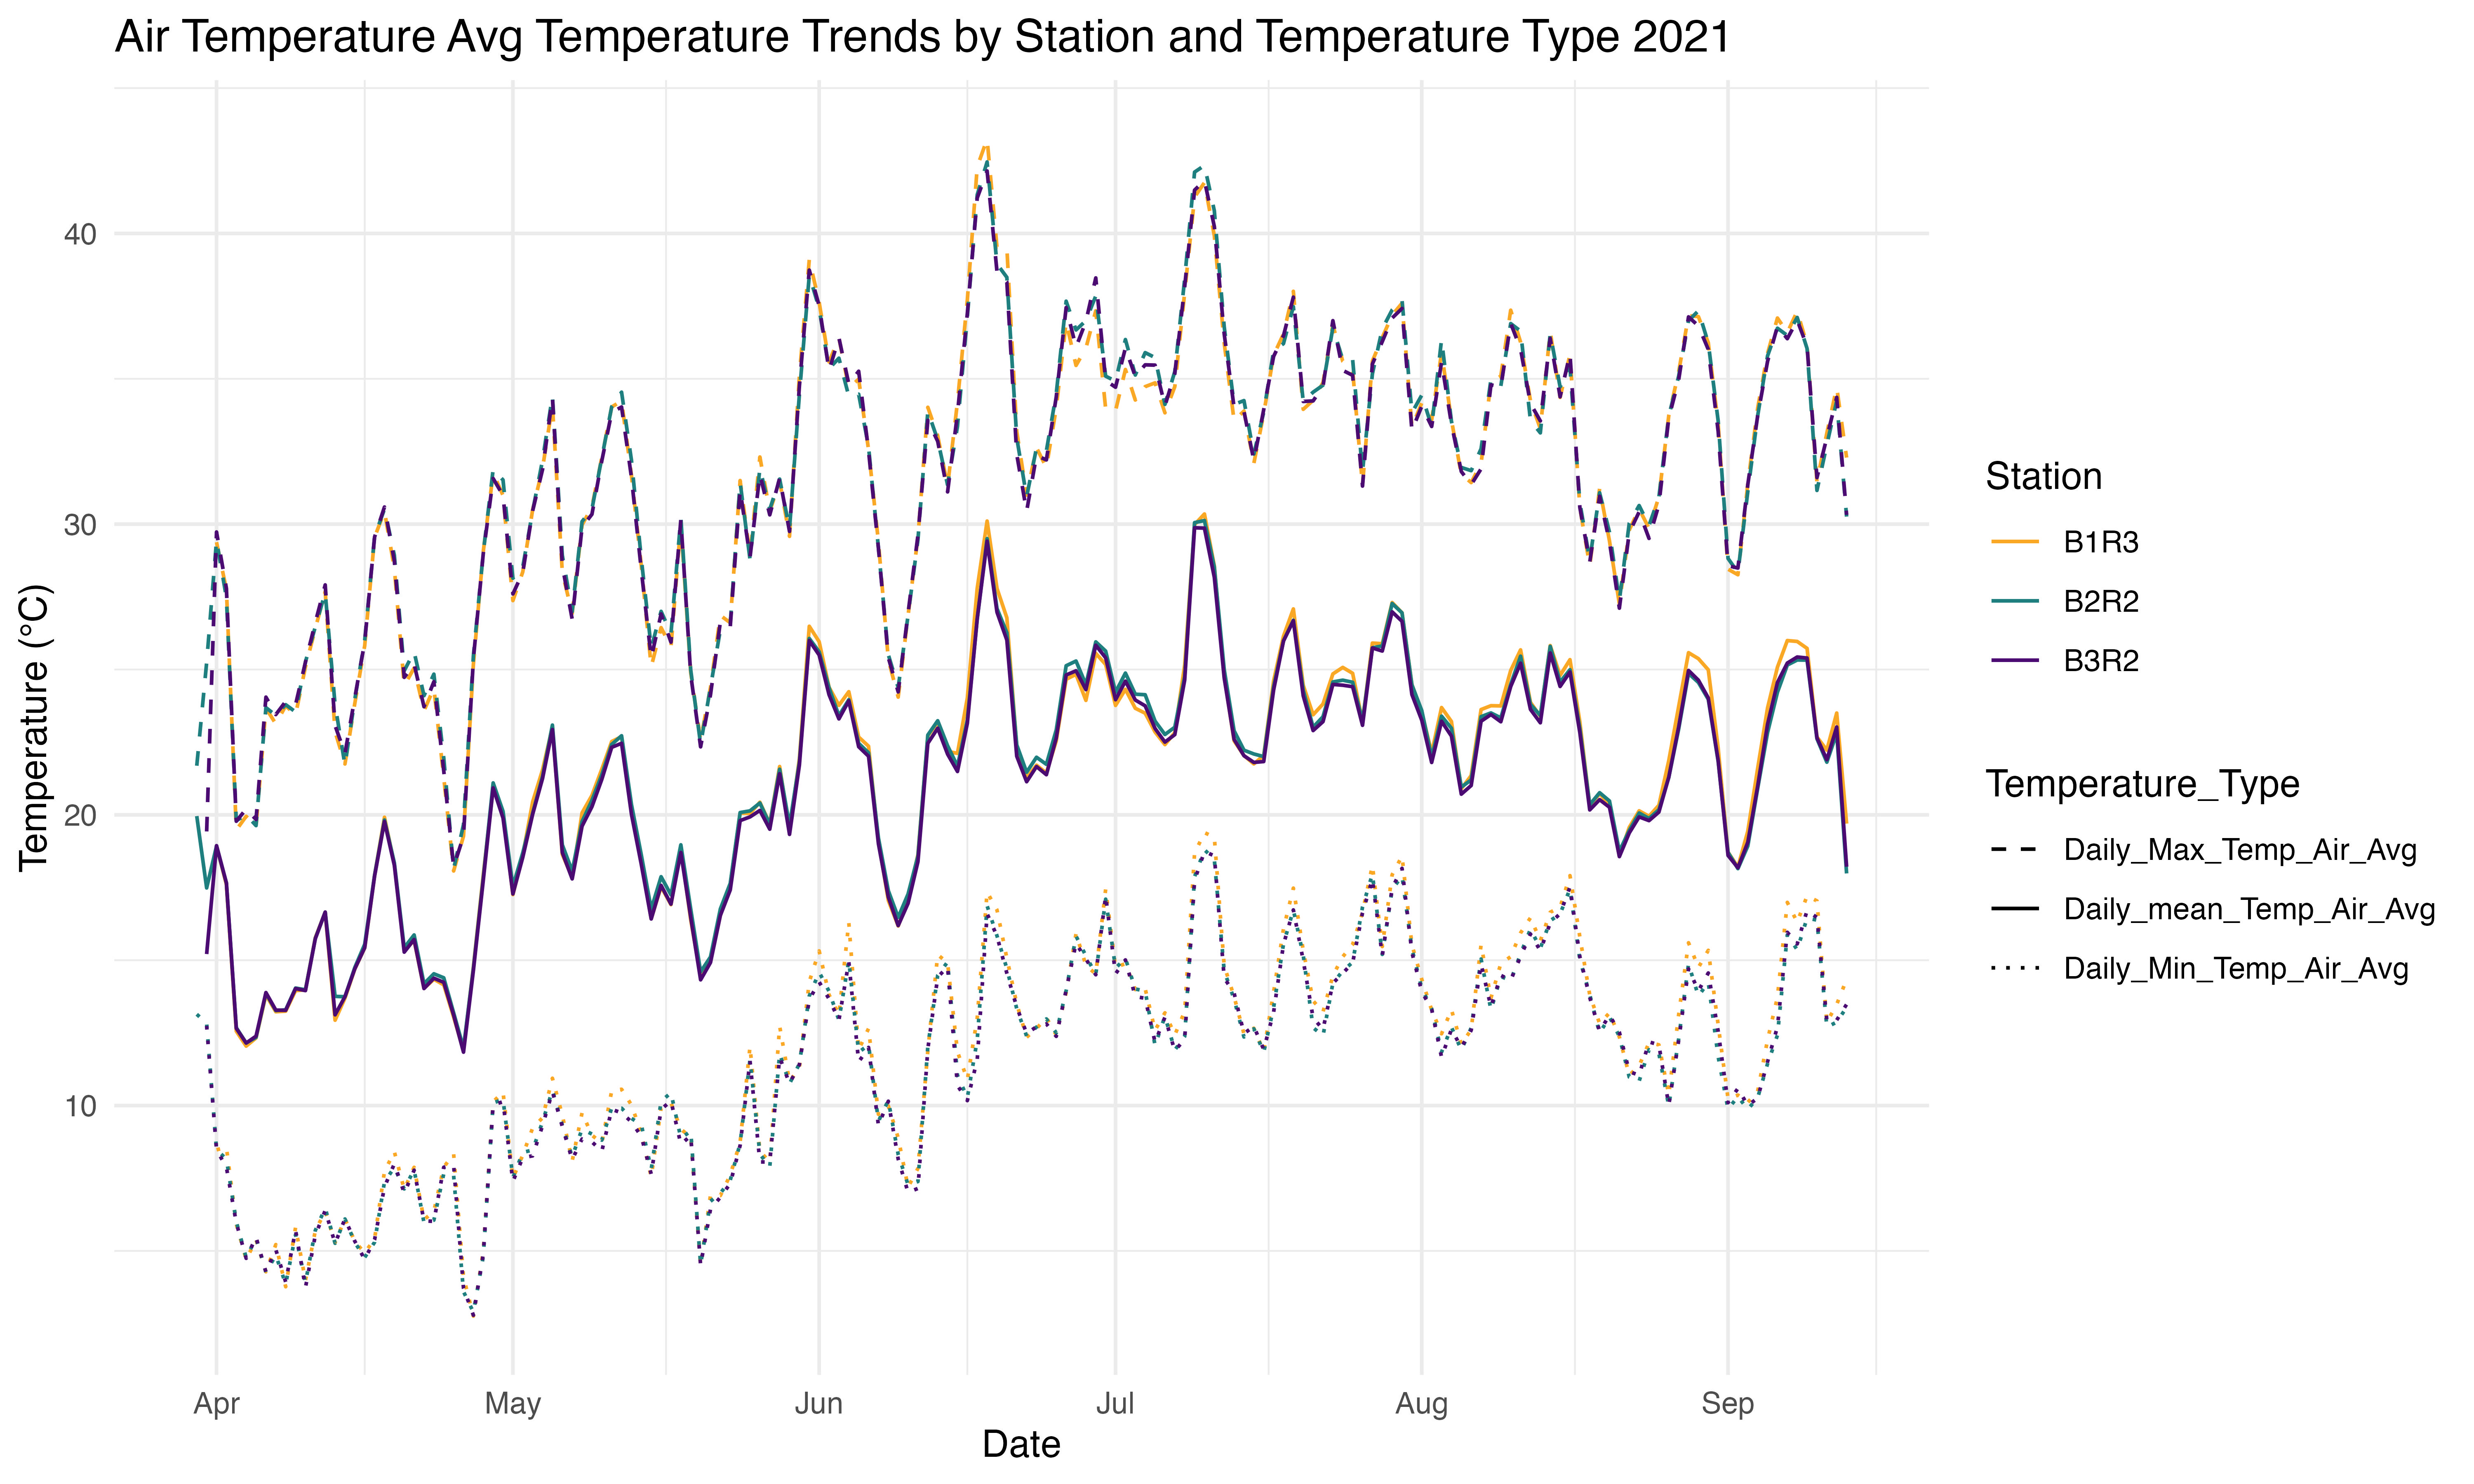 Air Temperature Avg Temperature Trends by Station and Temperature Type 2021
Temperature (°C)
40
30
20
10
Apr
May
Jun
Jul
Aug
Sep
Date
Station
B1R3
B2R2
B3R2
Temperature_Type
Daily_Max_Temp_Air_Avg
Daily_mean_Temp_Air_Avg
Daily_Min_Temp_Air_Avg